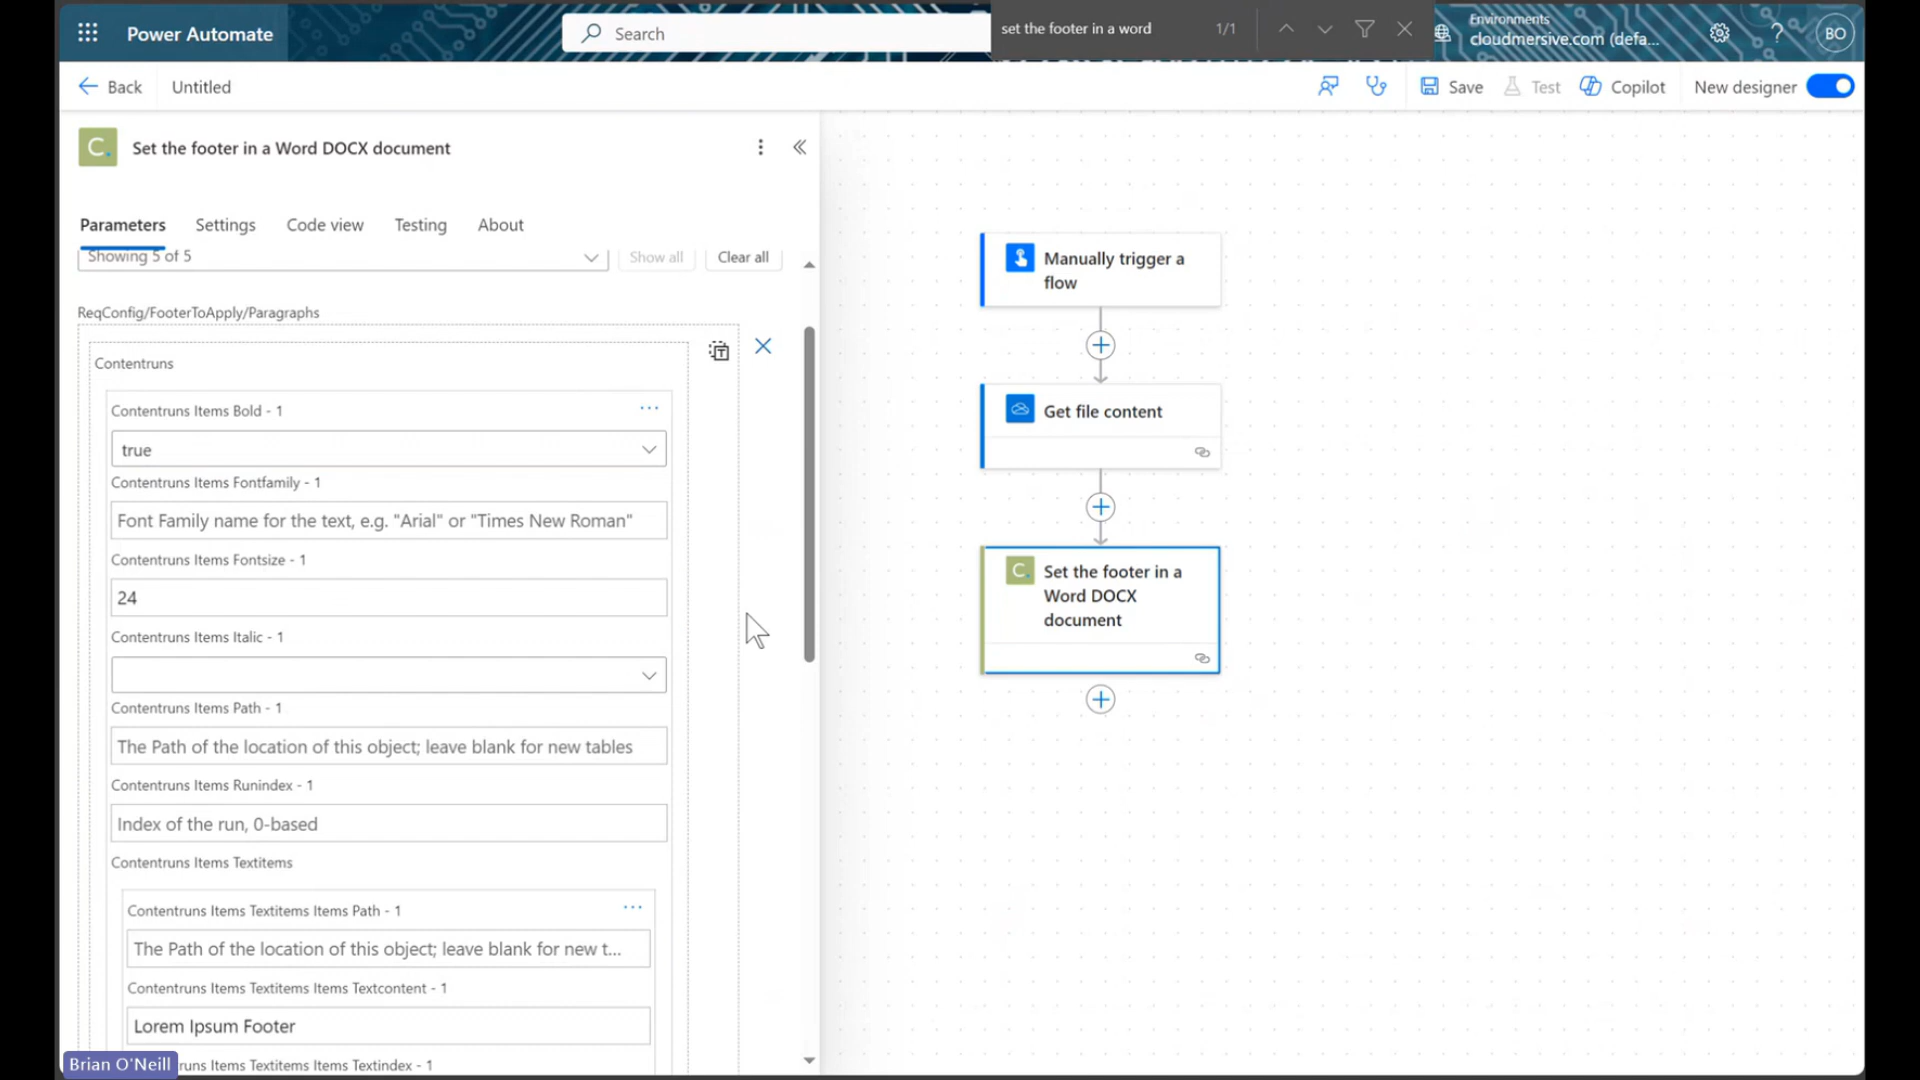 Power Automate
Search
set the footer in a word
1/1
Environments
cloudmersive.com (defa...
?
BO
Back
Untitled
Save
Test
Copilot
New designer
C.
Set the footer in a Word DOCX document
Parameters
Settings
Code view
Testing
About
Showing 5 of 5
Show all
Clear all
ReqConfig/FooterToApply/Paragraphs
Contentruns
Contentruns Items Bold - 1
true
Contentruns Items Fontfamily - 1
Font Family name for the text, e.g. "Arial" or "Times New Roman"
Contentruns Items Fontsize - 1
24
Contentruns Items Italic - 1
Contentruns Items Path - 1
The Path of the location of this object; leave blank for new tables
Contentruns Items Runindex - 1
Index of the run, 0-based
Contentruns Items Textitems
Contentruns Items Textitems Items Path - 1
The Path of the location of this object; leave blank for new t...
Contentruns Items Textitems Items Textcontent - 1
Lorem Ipsum Footer
Brian O'Neill
ns Items Textitems Items Textindex - 1
Manually trigger a
flow
Get file content
C.
Set the footer in a
Word DOCX
document